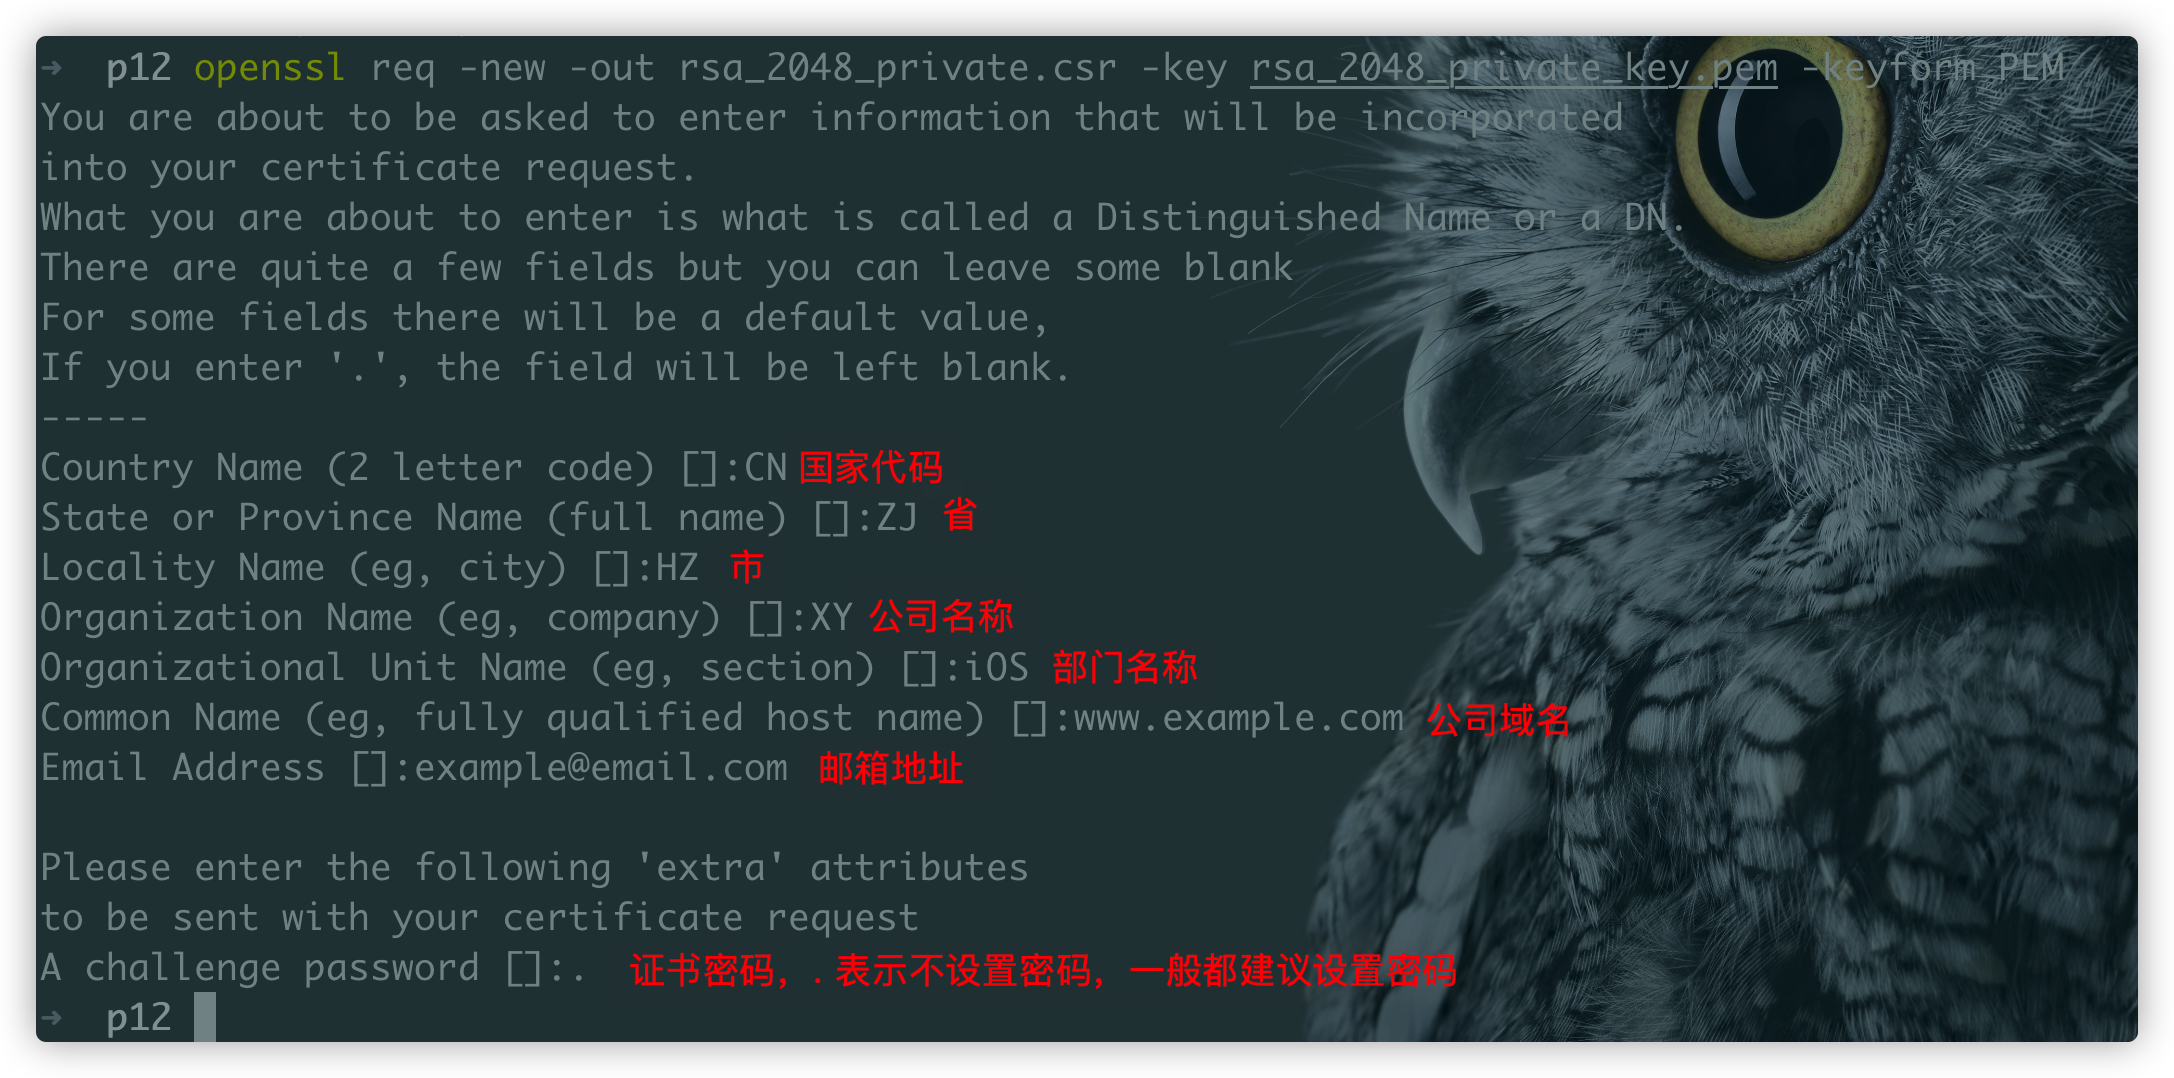 ➜  p12 openssl req -new -out rsa_2048_private.csr -key rsa_2048_private_key.pem -keyform PEM
You are about to be asked to enter information that will be incorporated
into your certificate request.
What you are about to enter is what is called a Distinguished Name or a DN.
There are quite a few fields but you can leave some blank
For some fields there will be a default value,
If you enter '.', the field will be left blank.
-----
Country Name (2 letter code) []:CN 国家代码
State or Province Name (full name) []:ZJ 省
Locality Name (eg, city) []:HZ 市
Organization Name (eg, company) []:XY 公司名称
Organizational Unit Name (eg, section) []:iOS 部门名称
Common Name (eg, fully qualified host name) []:www.example.com 公司域名
Email Address []:example@email.com 邮箱地址
Please enter the following 'extra' attributes
to be sent with your certificate request
A challenge password []:. 证书密码，. 表示不设置密码，一般都建议设置密码
➜  p12